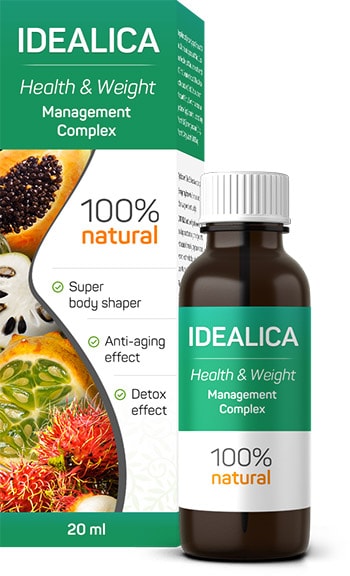 IDEALICA
Health & Weight
Management
Complex
100%
natural
Super
body shaper
Anti-aging
effect
Detox
effect
20 ml
IDEALICA
Health & Weight
Management
Complex
100%
natural